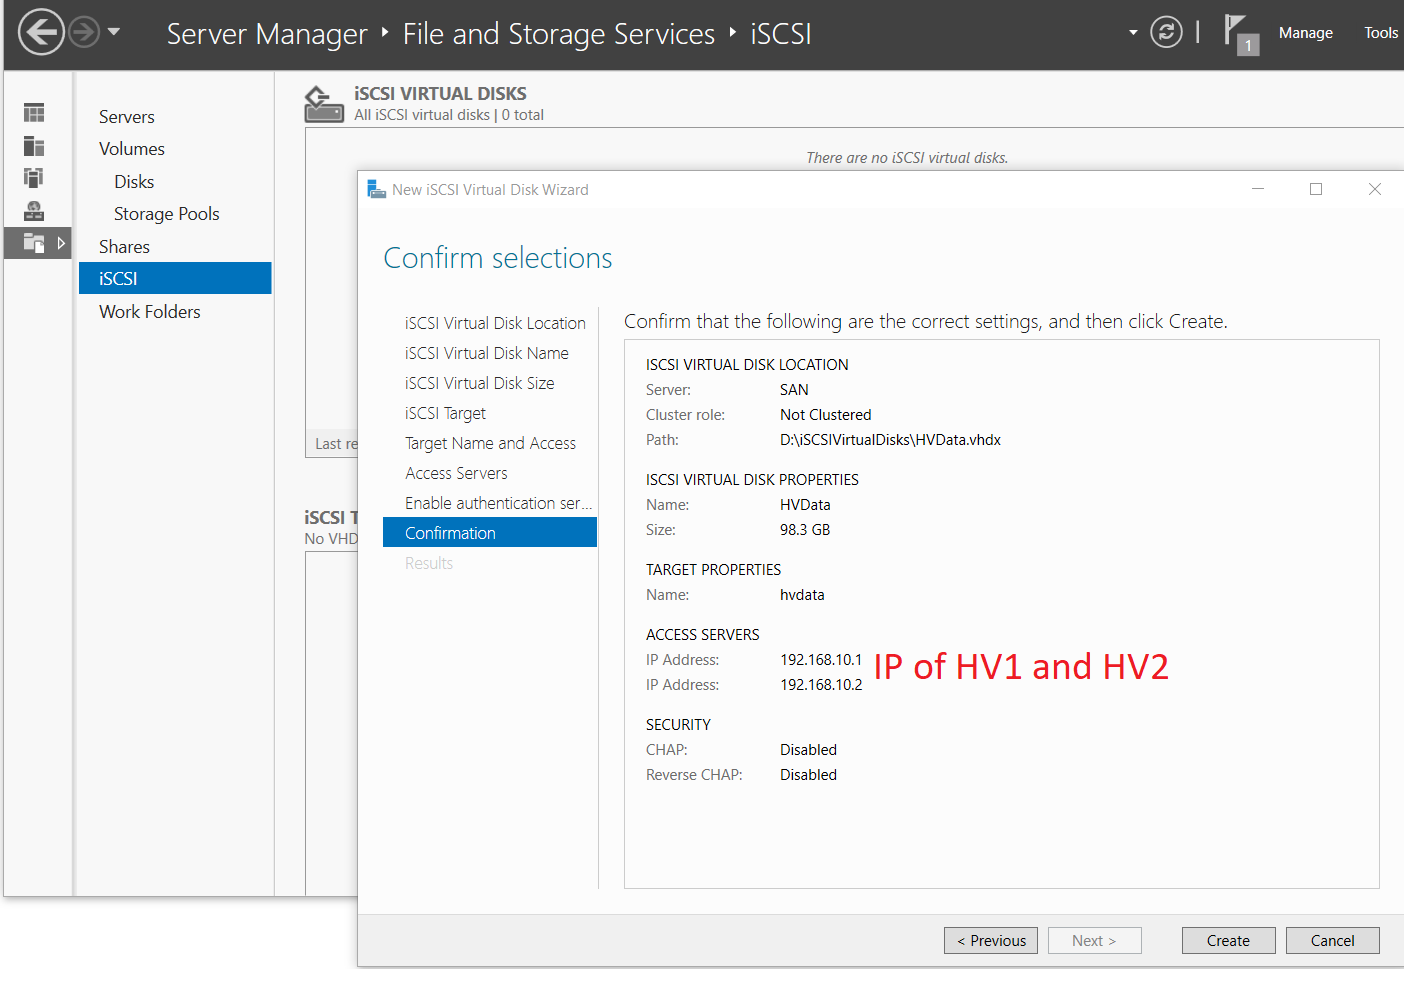 Server Manager ‣ File and Storage Services ‣ iSCSI
1
Manage
Tools
Servers
Volumes
Disks
Storage Pools
Shares
iSCSI
Work Folders
iSCSI VIRTUAL DISKS
All iSCSI virtual disks | 0 total
There are no iSCSI virtual disks.
Last re
iSCSI T
No VHD
New iSCSI Virtual Disk Wizard
Confirm selections
iSCSI Virtual Disk Location
iSCSI Virtual Disk Name
iSCSI Virtual Disk Size
iSCSI Target
Target Name and Access
Access Servers
Enable authentication ser...
Confirmation
Results
Confirm that the following are the correct settings, and then click Create.
ISCSI VIRTUAL DISK LOCATION
Server: SAN
Cluster role: Not Clustered
Path: D:\iSCSIVirtualDisks\HVData.vhdx
ISCSI VIRTUAL DISK PROPERTIES
Name: HVData
Size: 98.3 GB
TARGET PROPERTIES
Name: hvdata
ACCESS SERVERS
IP Address: 192.168.10.1
IP Address: 192.168.10.2
IP of HV1 and HV2
SECURITY
CHAP: Disabled
Reverse CHAP: Disabled
< Previous
Next >
Create
Cancel